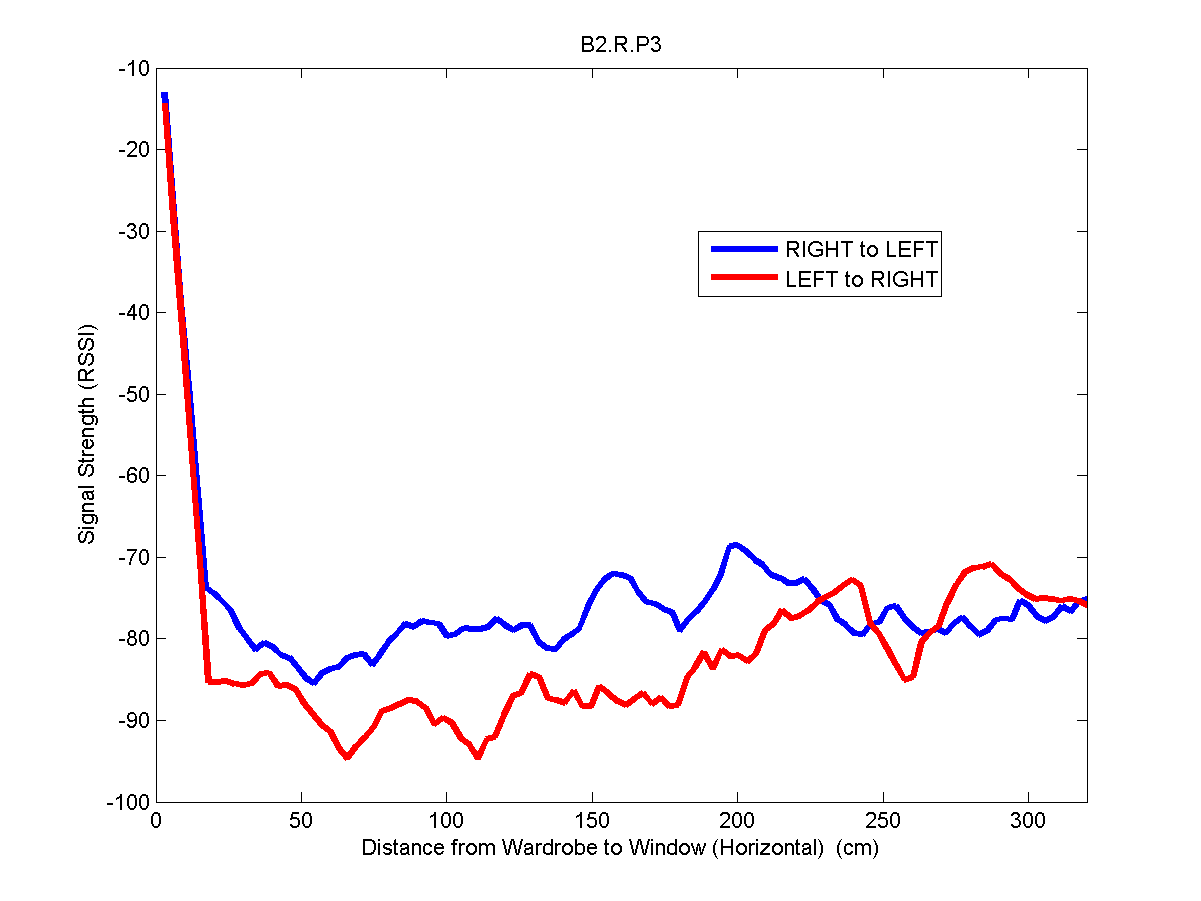 B2.R.P3
-10
-20
-30
-40
-50
-60
-70
-80
-90
-100
Signal Strength (RSSI)
RIGHT to LEFT
LEFT to RIGHT
0 50 100 150 200 250 300
Distance from Wardrobe to Window (Horizontal) (cm)